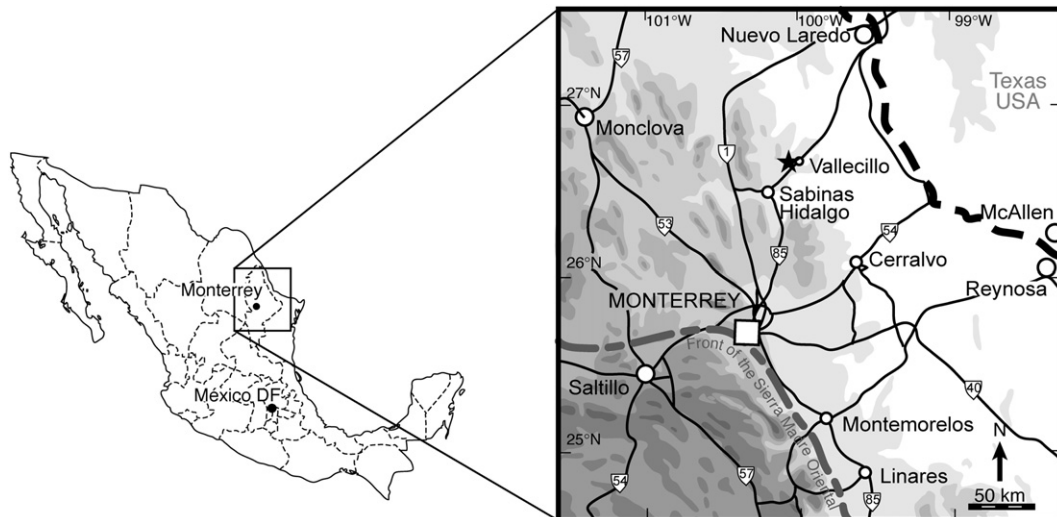 Monterrey
México DF
101°W
100°W
99°W
Nuevo Laredo
57
Texas
USA
27°N
Monclova
1
Vallecillo
Sabinas
Hidalgo
McAllen
53
54
85
Cerralvo
26°N
Reynosa
MONTERREY
Front of the Sierra Madre Oriental
Saltillo
40
Montemorelos
N
25°N
Linares
54
57
85
50 km